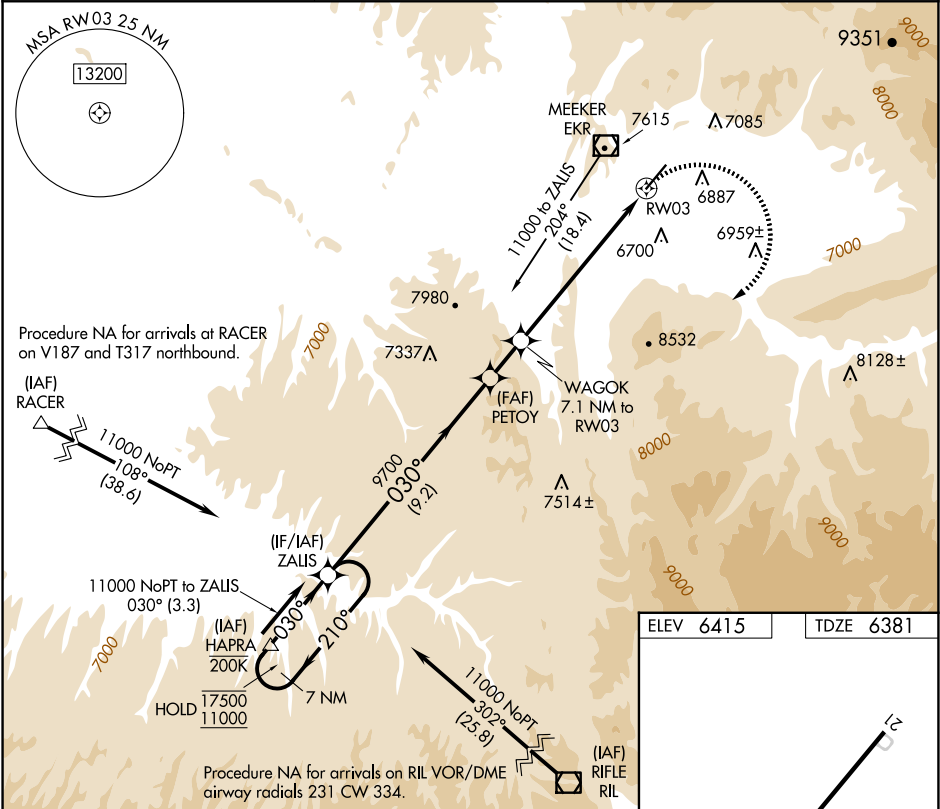 MSA RW03 25 NM
13200
9351
9000
8000
MEEKER
EKR
7615
7085
11000 to ZALIS
204°
(18.4)
RW03
6887
6700
6959±
7000
7980
7000
7337
8532
8128±
Procedure NA for arrivals at RACER
on V187 and T317 northbound.
(IAF)
RACER
11000 NoPT
108°
(38.6)
(FAF)
PETOY
WAGOK
7.1 NM to
RW03
8000
9700
030°
(9.2)
7514±
9000
9000
(IF/IAF)
ZALIS
11000 NoPT to ZALIS
030° (3.3)
030°
210°
(IAF)
HAPRA
200K
7000
HOLD
17500
11000
7 NM
11000 NoPT
302°
(25.8)
(IAF)
RIFLE
RIL
Procedure NA for arrivals on RIL VOR/DME
airway radials 231 CW 334.
ELEV 6415
TDZE 6381
21